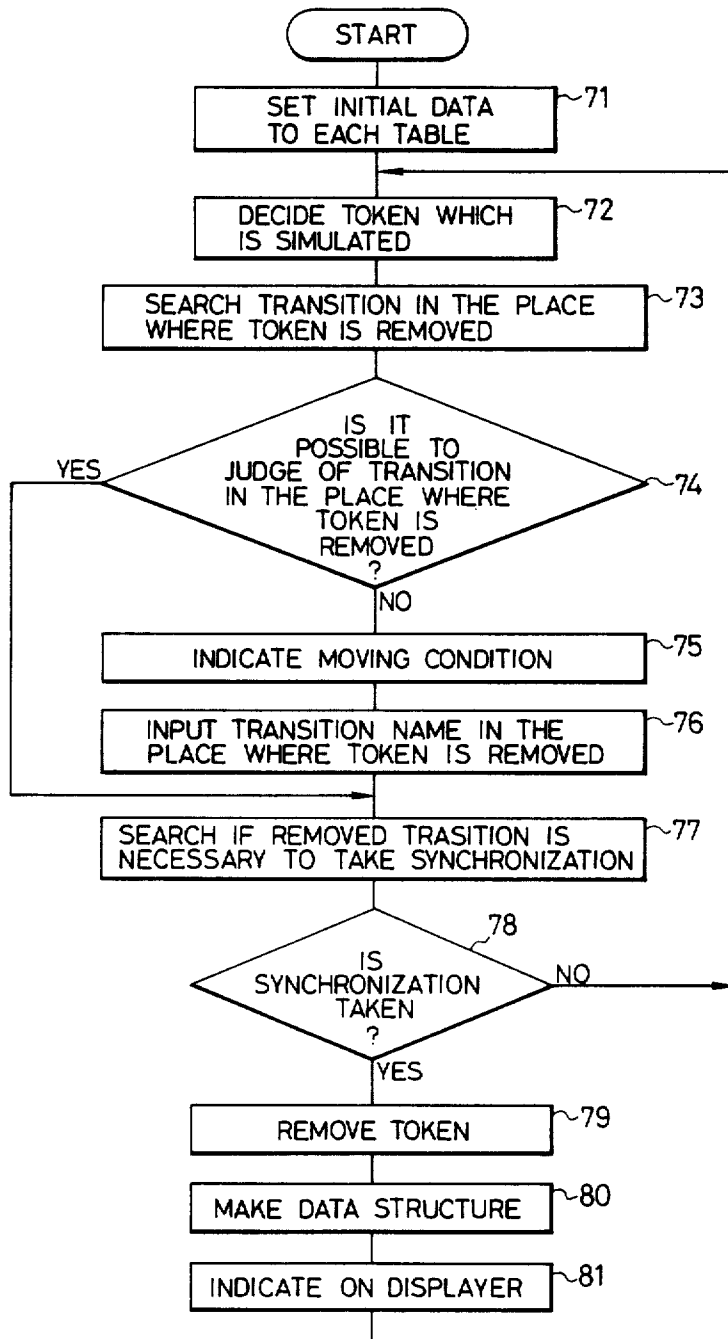 START
SET INITIAL DATA
TO EACH TABLE
71
DECIDE TOKEN WHICH
IS SIMULATED
72
SEARCH TRANSITION IN THE PLACE
WHERE TOKEN IS REMOVED
73
IS IT
POSSIBLE TO
JUDGE OF TRANSITION
IN THE PLACE WHERE
TOKEN IS
REMOVED
?
74
YES
NO
INDICATE MOVING CONDITION
75
INPUT TRANSITION NAME IN THE
PLACE WHERE TOKEN IS REMOVED
76
SEARCH IF REMOVED TRASITION IS
NECESSARY TO TAKE SYNCHRONIZATION
77
78
IS
SYNCHRONIZATION
TAKEN
?
NO
YES
REMOVE TOKEN
79
MAKE DATA STRUCTURE
80
INDICATE ON DISPLAYER
81